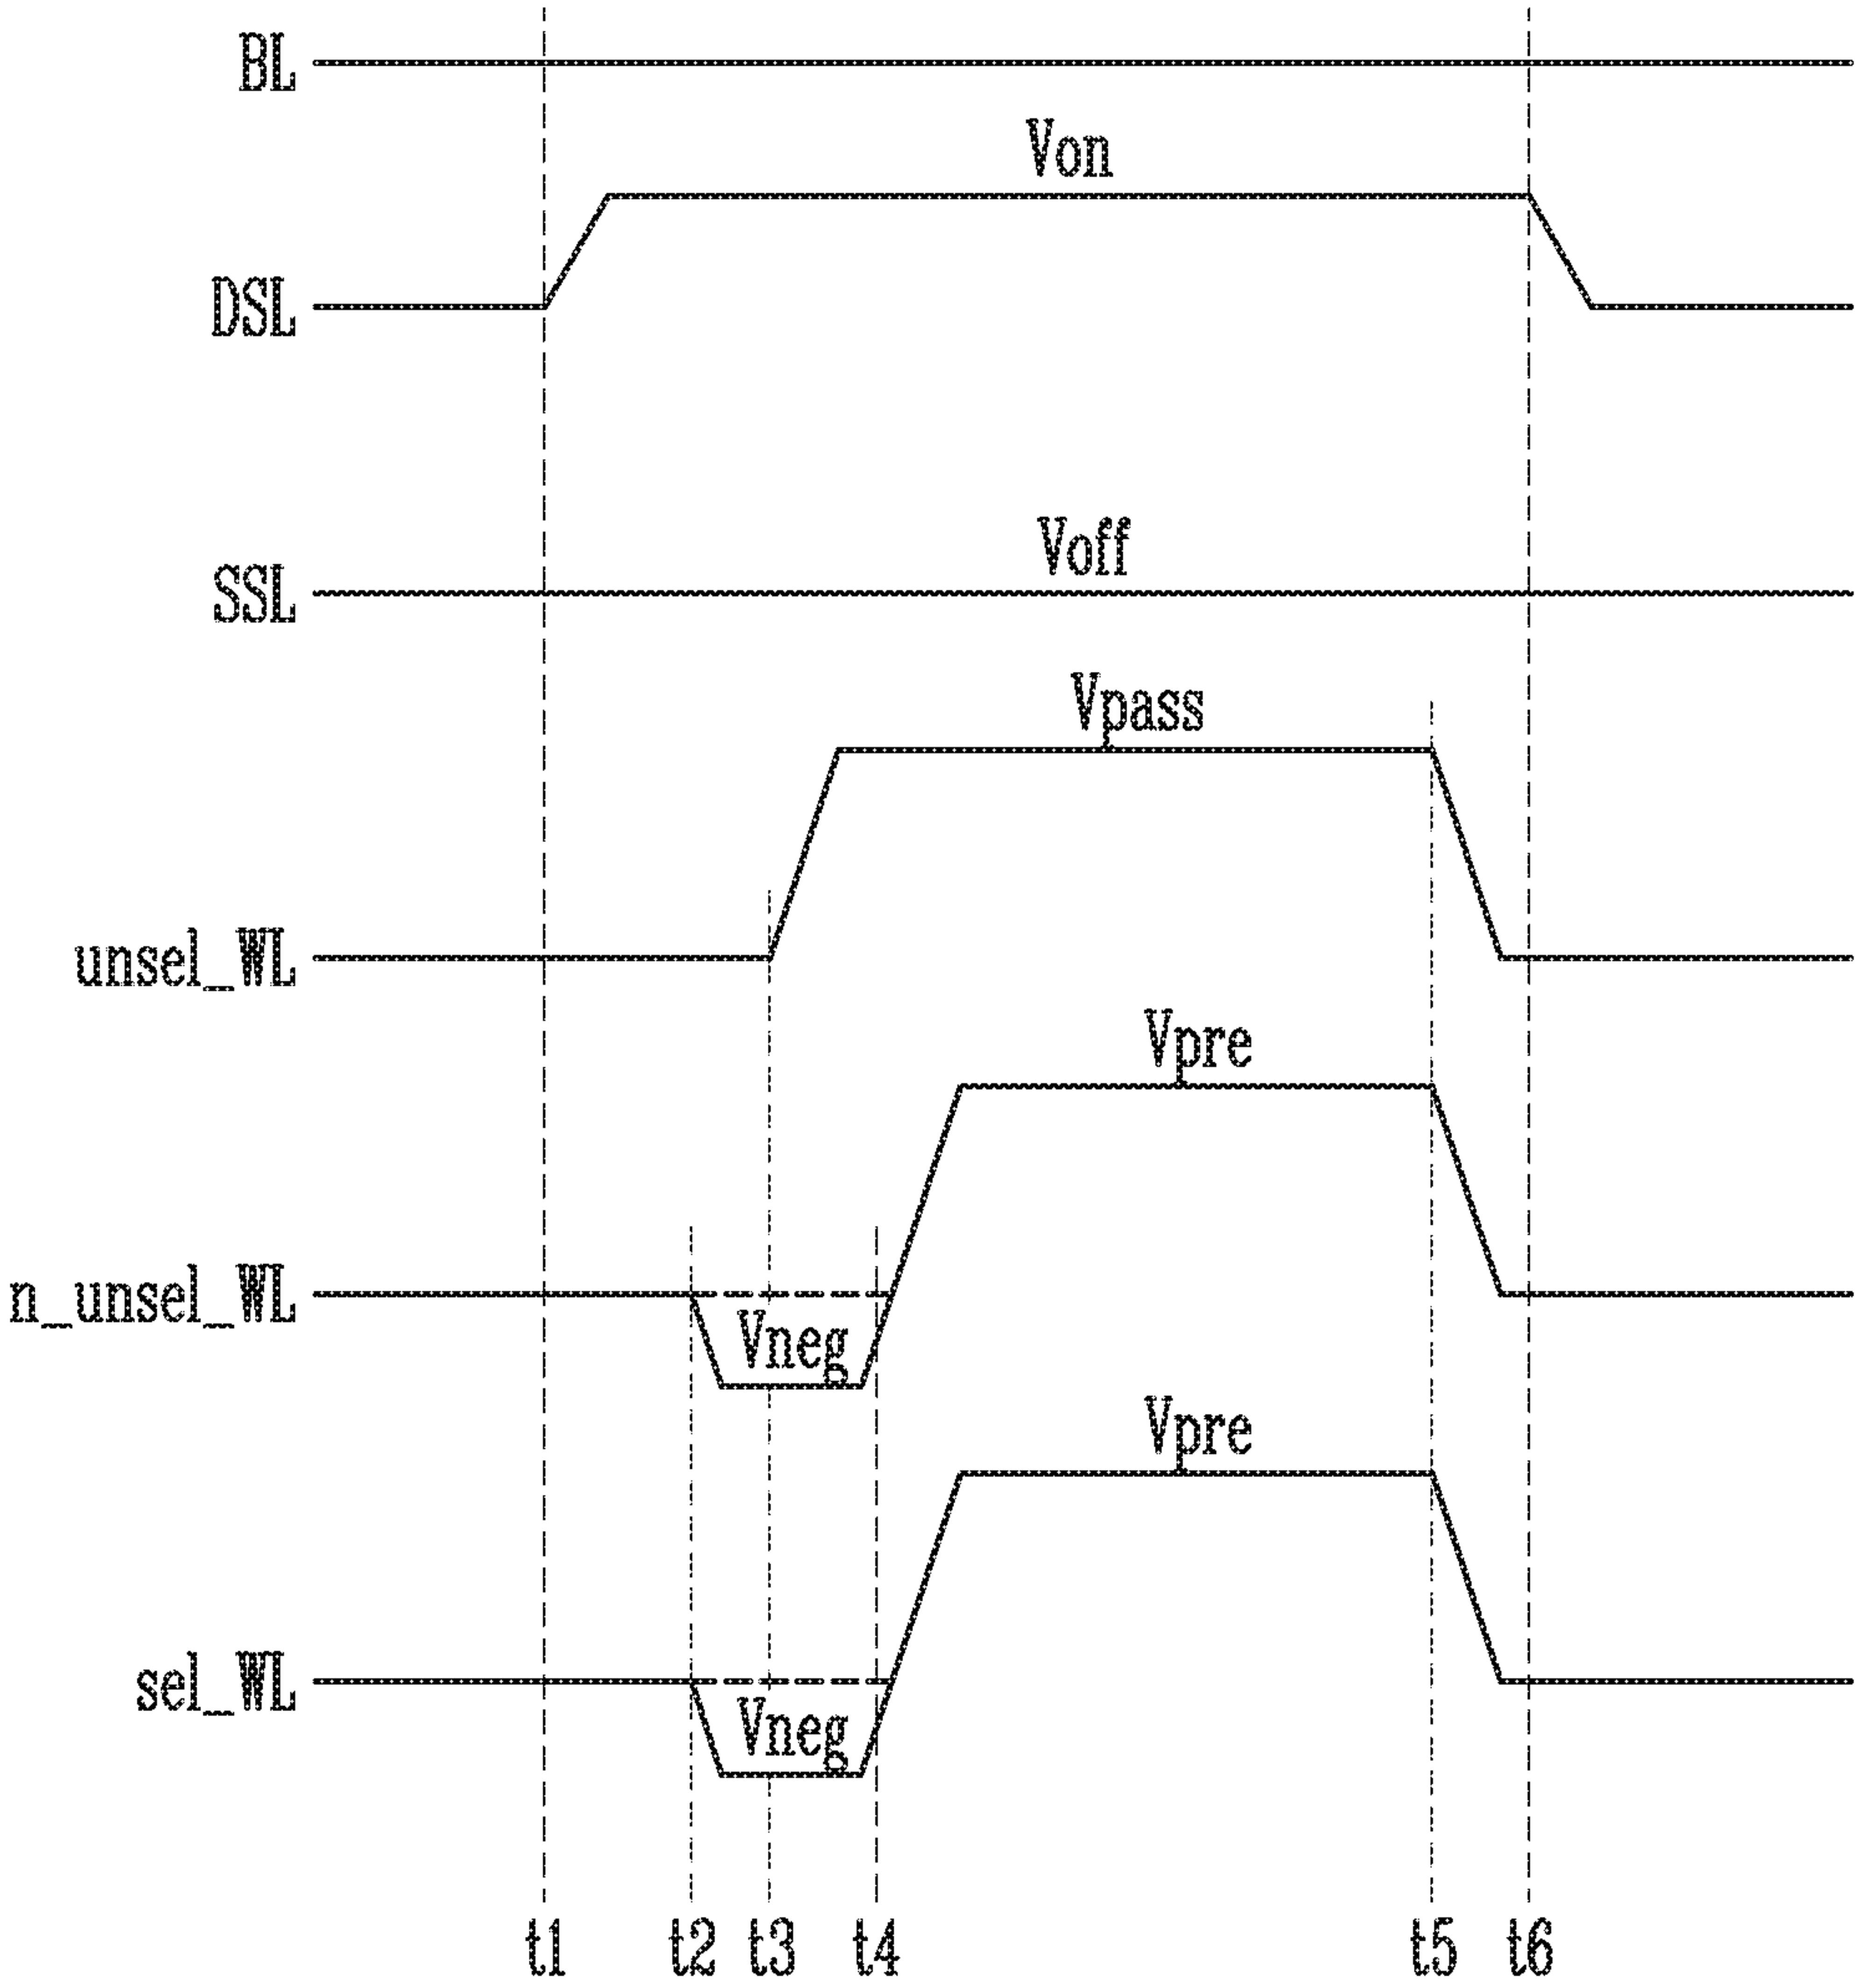 BL
Von
DSL
Voff
SSL
Vpass
unsel_WL
Vpre
n_unsel_WL
Vneg
Vpre
sel_WL
Vneg
t1 t2 t3 t4 t5 t6